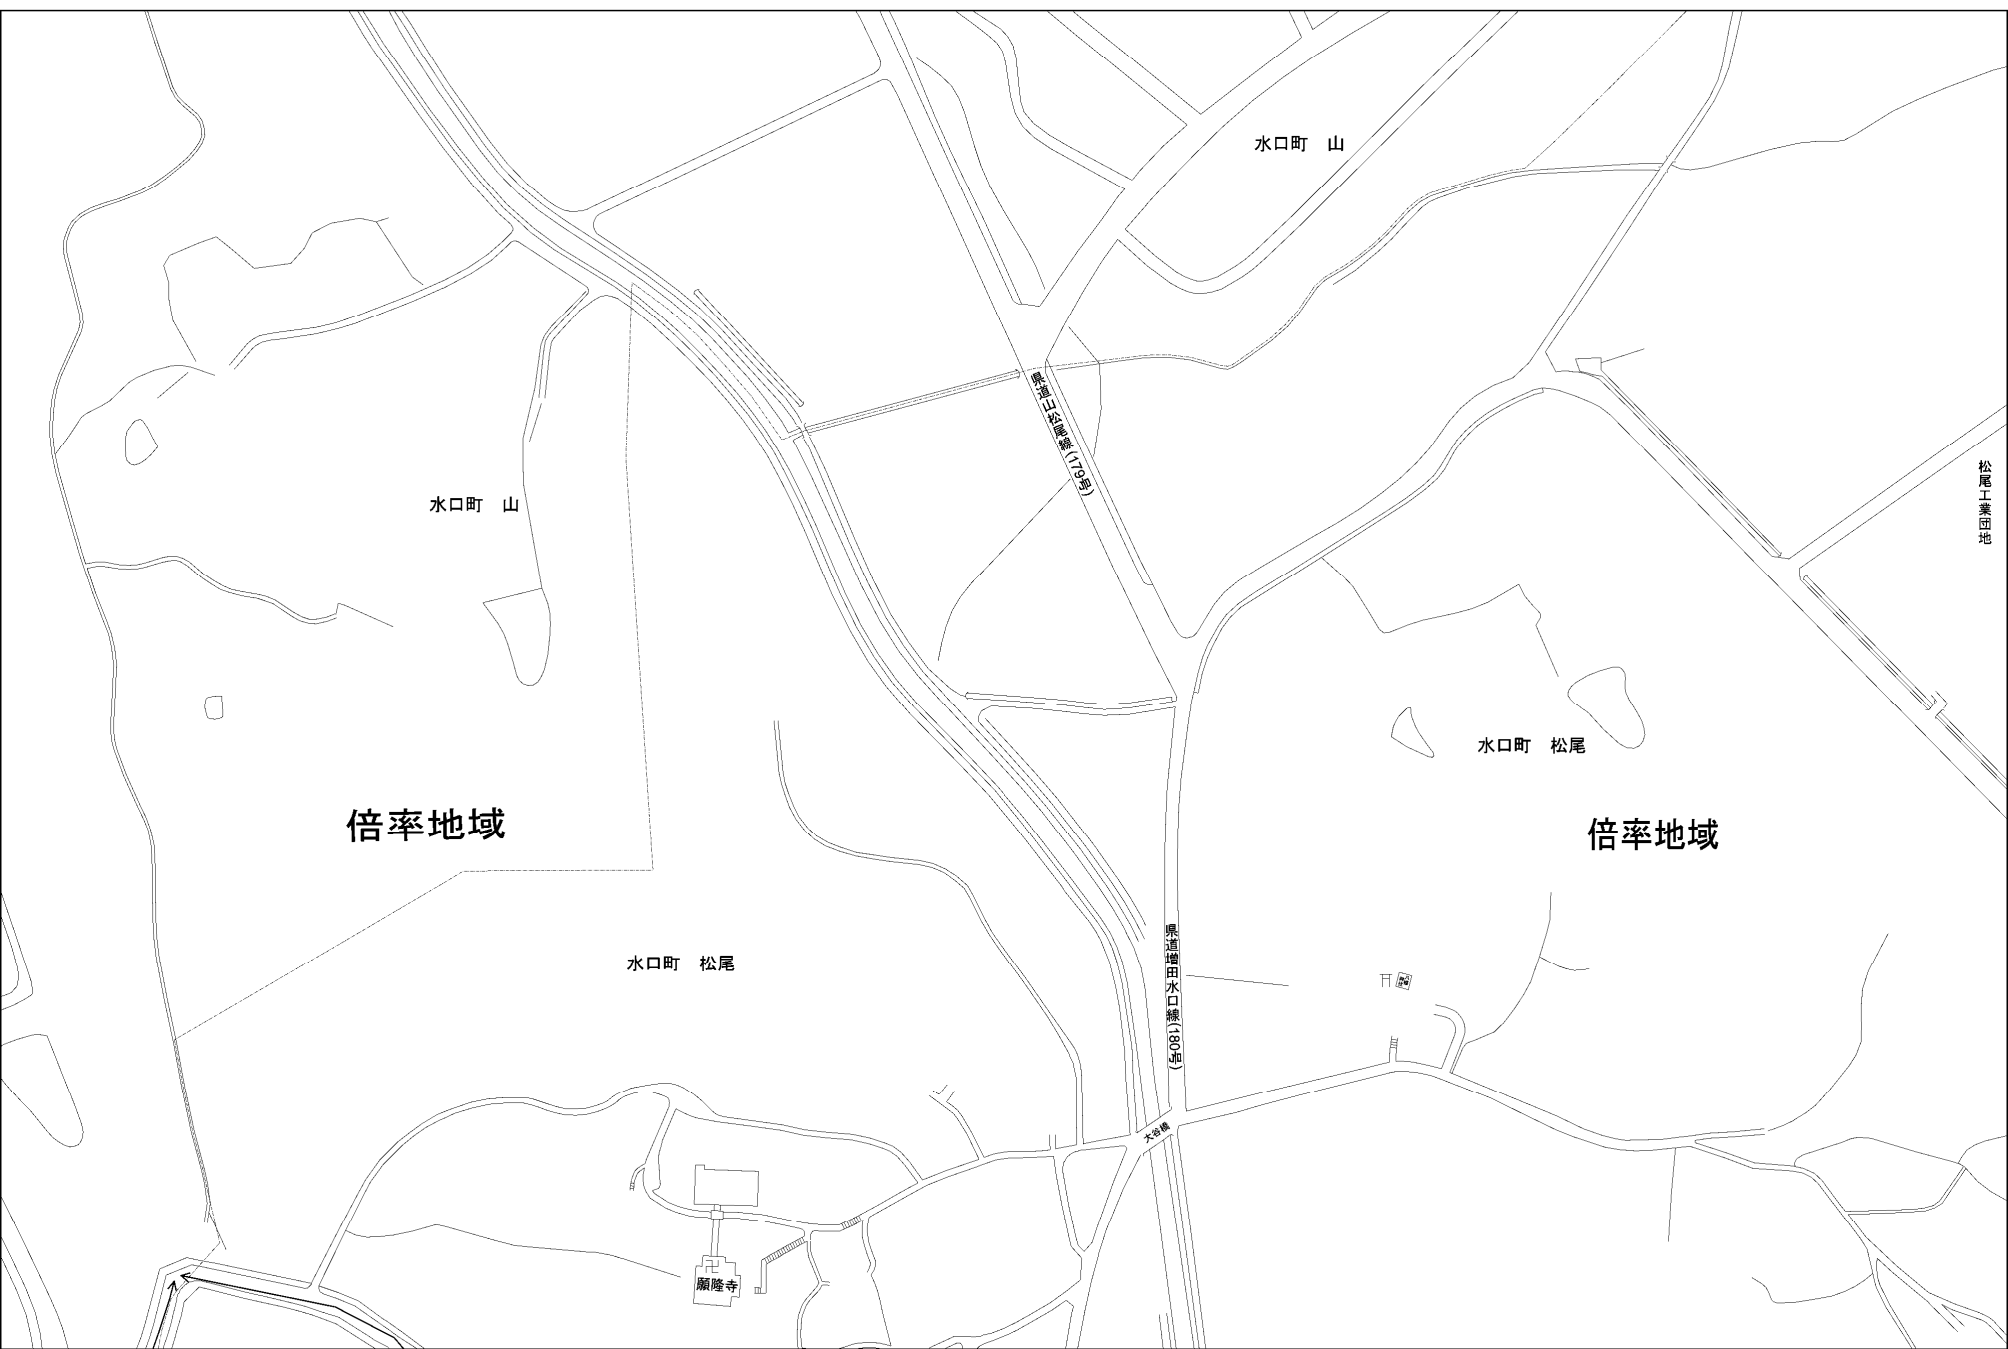 水口町　山
県道山松尾線(179号)
松尾工業団地
水口町　山
水口町　松尾
倍率地域
倍率地域
水口町　松尾
県道増田水口線(180号)
大谷橋
願隆寺